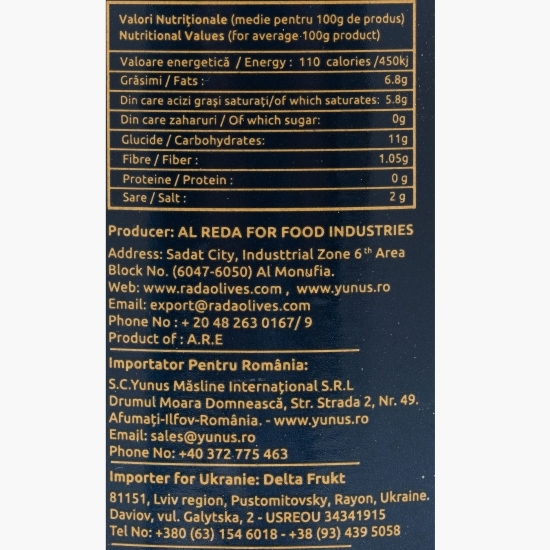 Valori Nutriționale (medie pentru 100g de produs)
Nutritional Values (for average 100g product)
Valoare energetică / Energy : 110 calories /450kj
Grăsimi / Fats : 6.8g
Din care acizi grași saturați/of which saturates: 5.8g
Din care zaharuri / Of which sugar: 0g
Glucide / Carbohydrates: 11g
Fibre / Fiber : 1.05g
Proteine / Protein : 0 g
Sare / Salt : 2 g
Producer: AL REDA FOR FOOD INDUSTRIES
Address: Sadat City, Industtrial Zone 6th Area
Block No. (6047-6050) Al Monufia.
Web: www.radaolives.com , www.yunus.ro
Email: export@radaolives.com
Phone No : + 20 48 263 0167/ 9
Product of : A.R.E
Importator Pentru România:
S.C.Yunus Măsline Internațional S.R.L
Drumul Moara Domnească, Str. Strada 2, Nr. 49.
Afumați-Ilfov-România. - www.yunus.ro
Email: sales@yunus.ro
Phone No: +40 372 775 463
Importer for Ukranie: Delta Frukt
81151, Lviv region, Pustomitovsky, Rayon, Ukraine.
Daviov, vul. Galytska, 2 - USREOU 34341915
Tel No: +380 (63) 154 6018 - +38 (93) 439 5058